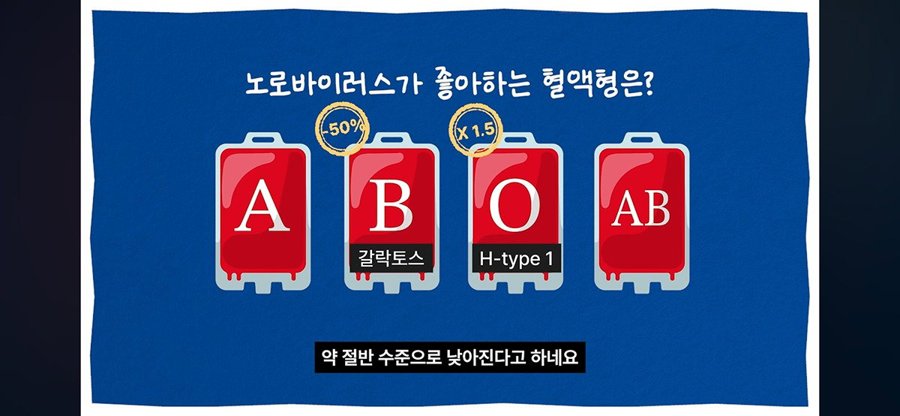 노로바이러스가 좋아하는 혈액형은?
-50%
X 1.5
A
B
O
AB
갈락토스
H-type 1
약 절반 수준으로 낮아진다고 하네요